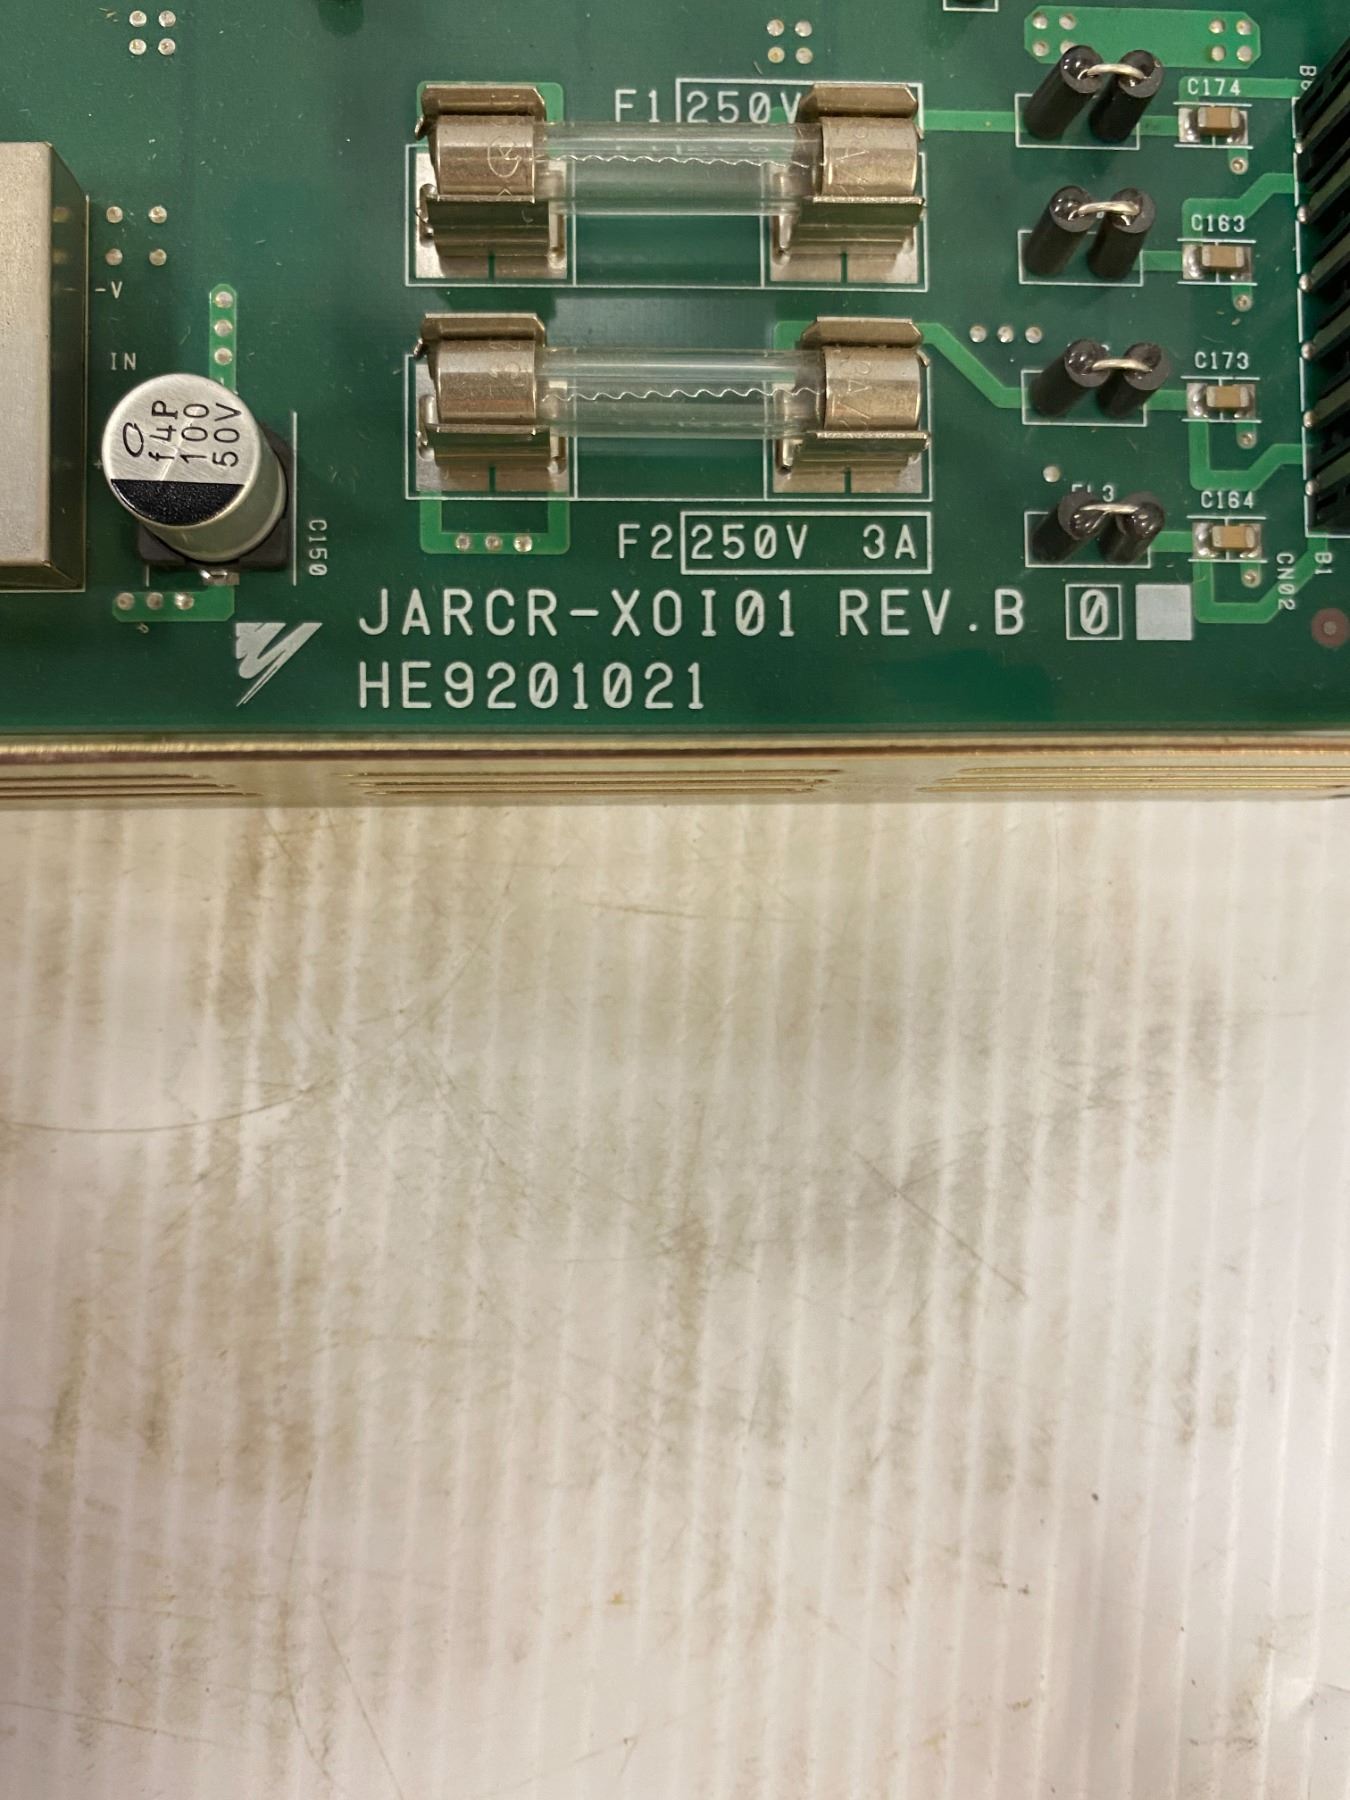 F1 250V
C174
C163
-V
IN
C173
f4P
100
50V
C164
C150
F2 250V 3A
B1
CN02
JARCR-XOI01 REV.B 0
HE9201021